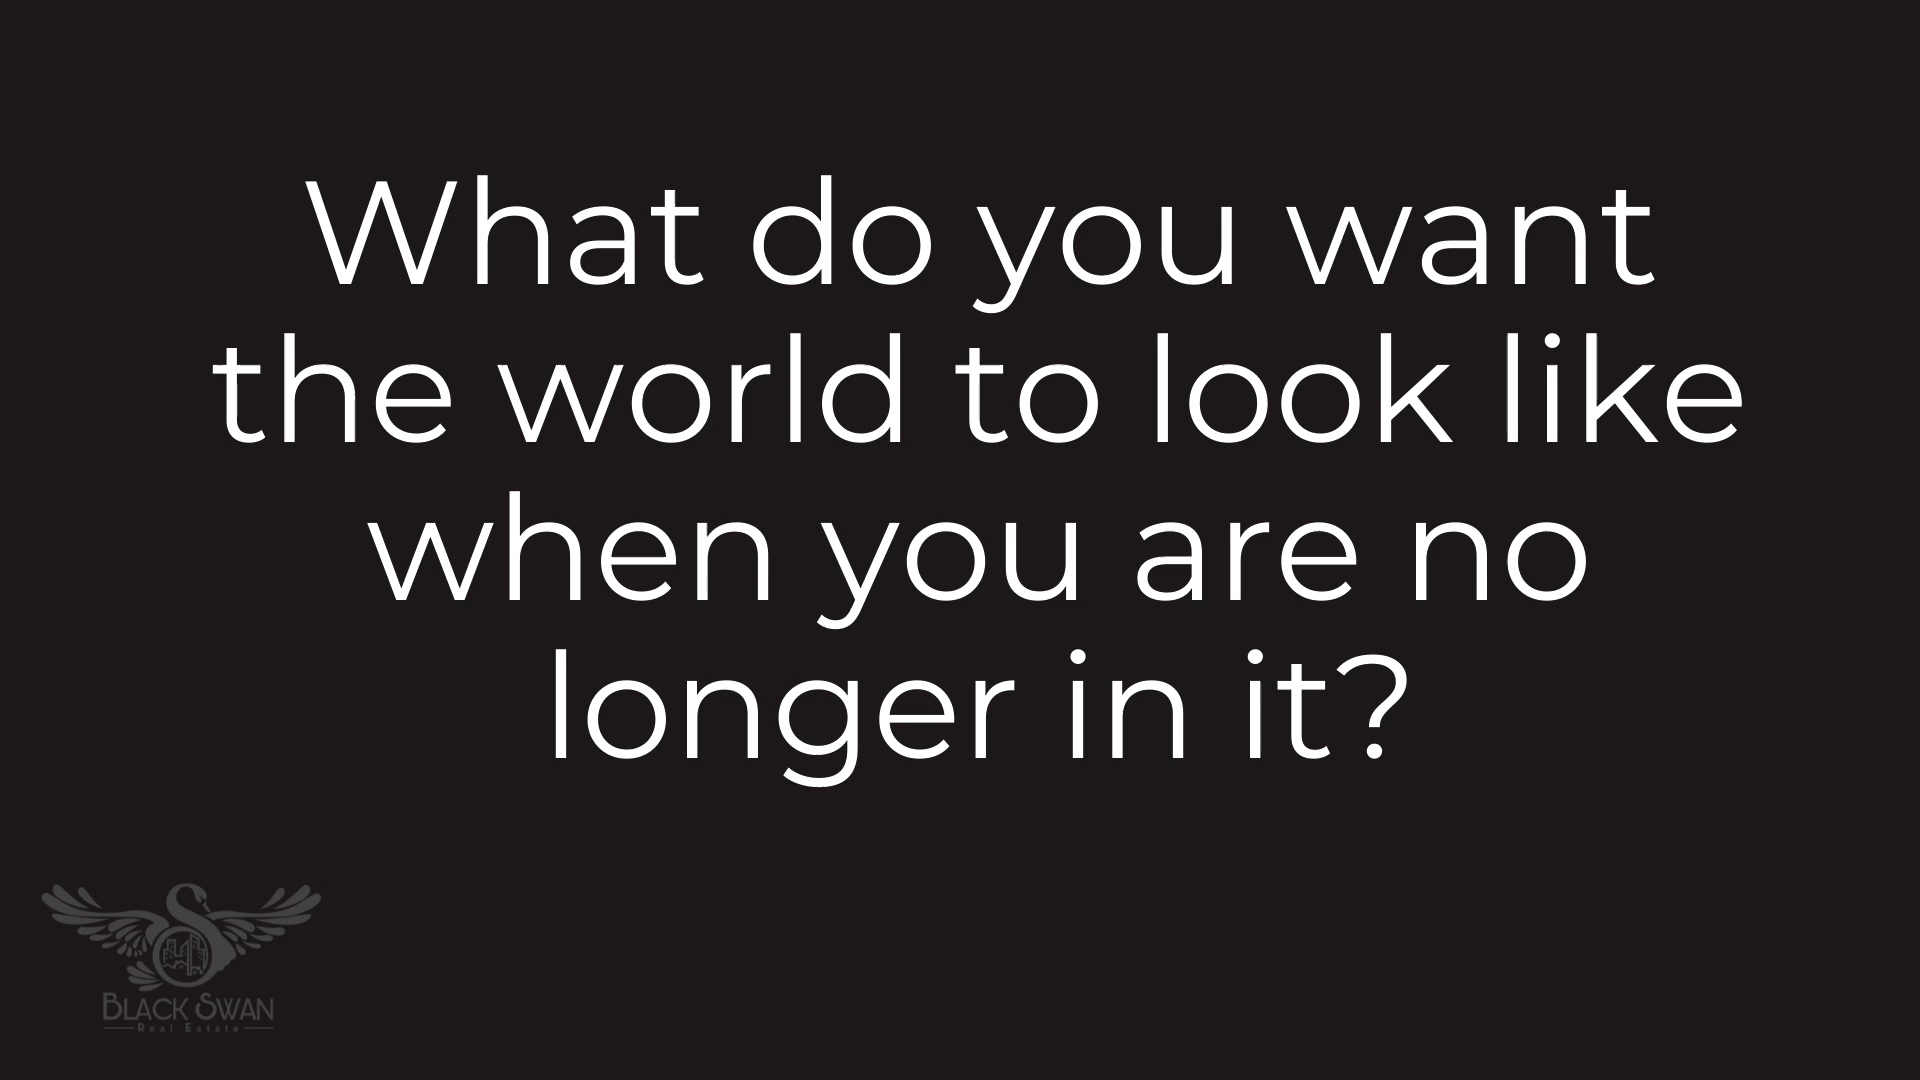 What do you want
the world to look like
when you are no
longer in it?
BLACK SWAN
Real Estate